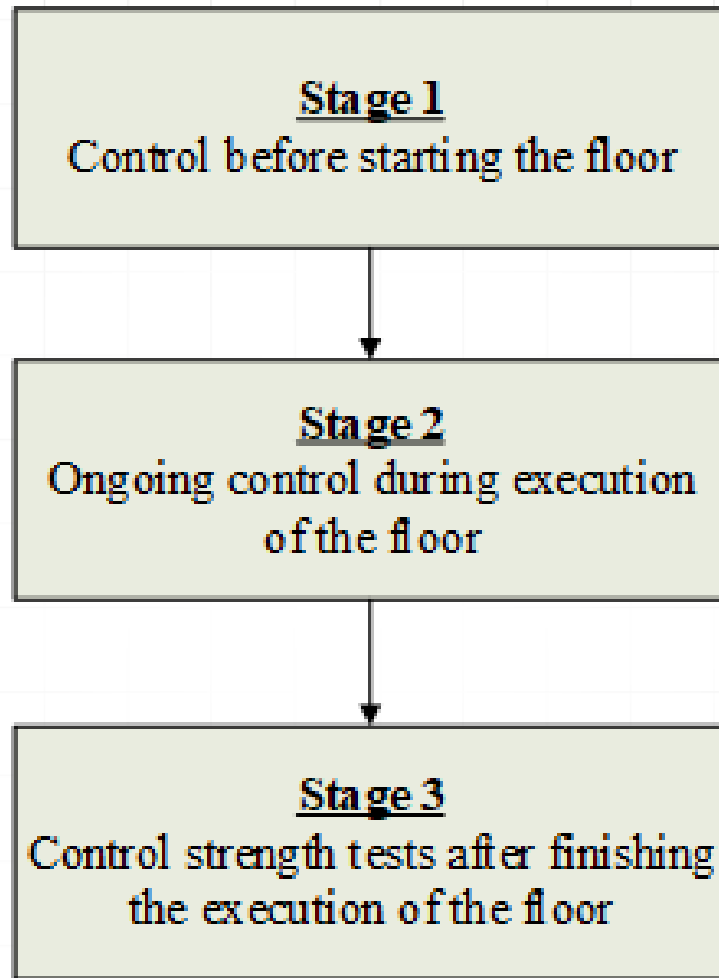 Stage 1
Control before starting the floor
Stage 2
Ongoing control during execution
of the floor
Stage 3
Control strength tests after finishing
the execution of the floor